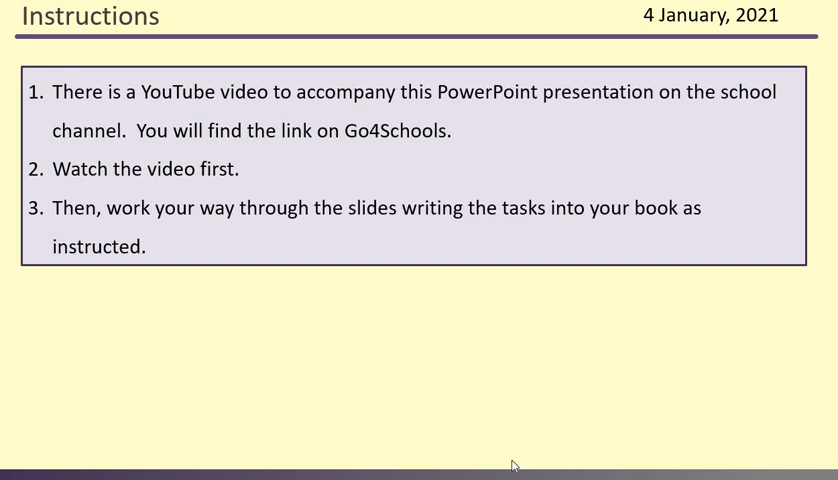 Instructions
4 January, 2021
1. There is a YouTube video to accompany this PowerPoint presentation on the school
channel.  You will find the link on Go4Schools.
2. Watch the video first.
3. Then, work your way through the slides writing the tasks into your book as
instructed.